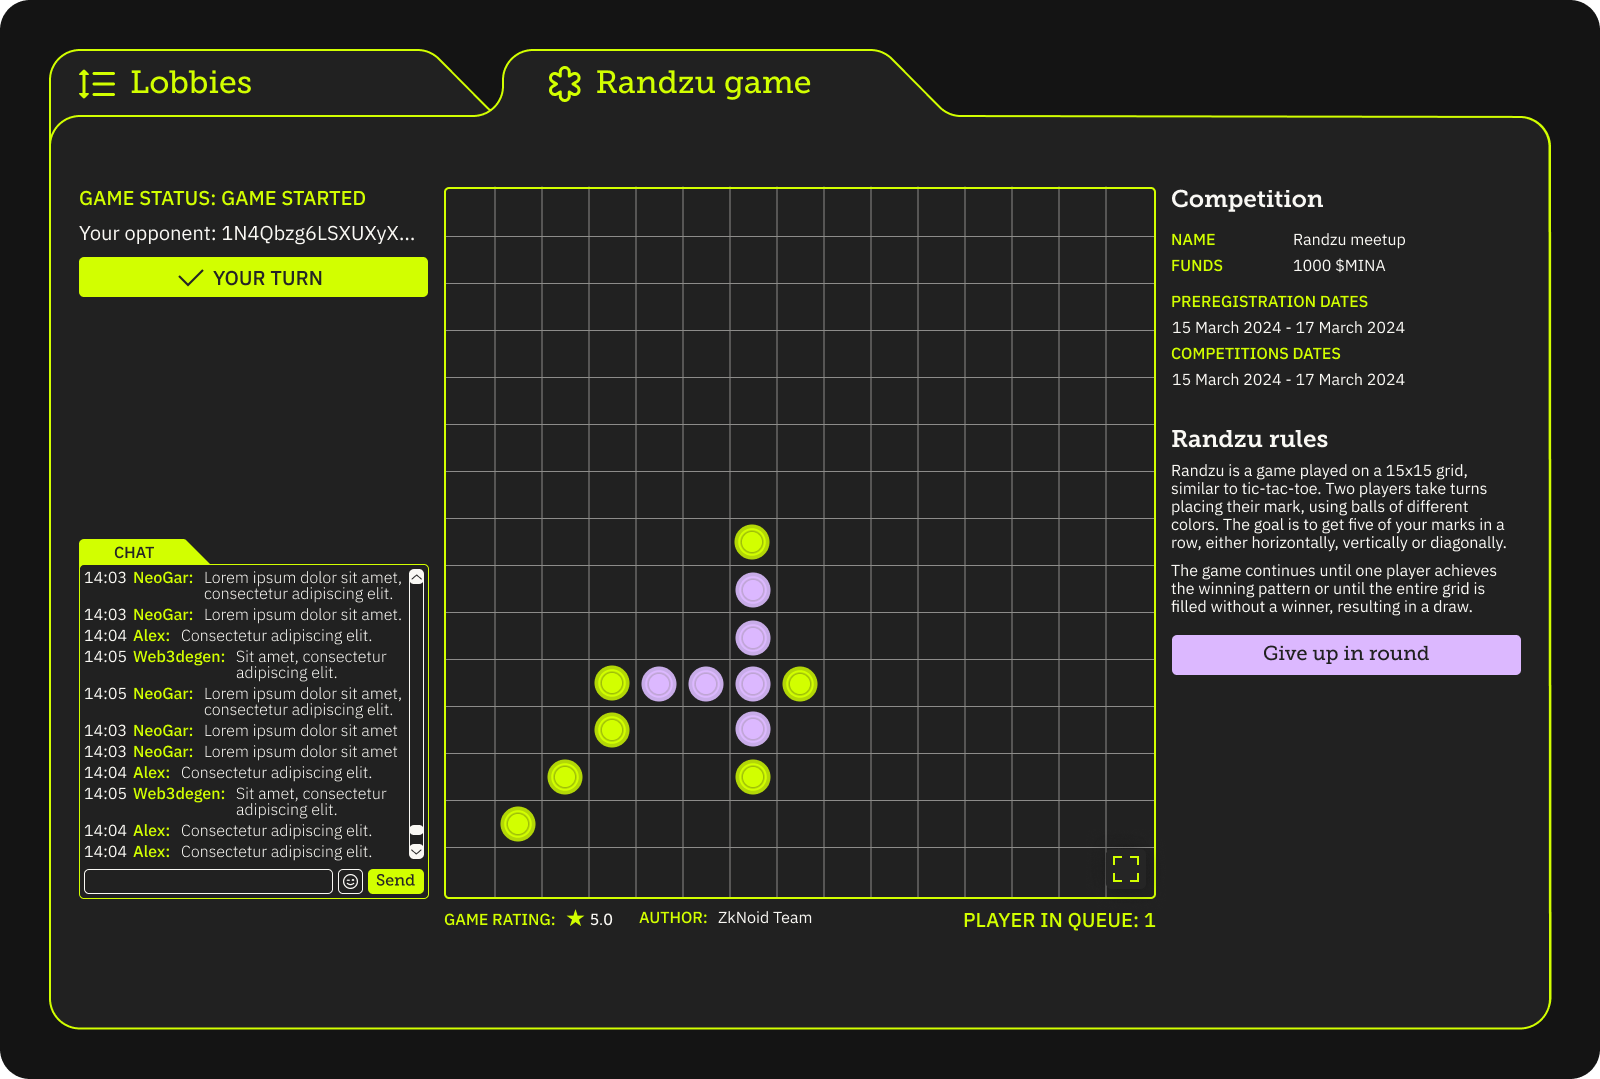 Lobbies
Randzu game
GAME STATUS: GAME STARTED
Your opponent: 1N4Qbzg6LSXUXyX...
YOUR TURN
CHAT
14:03 NeoGar: Lorem ipsum dolor sit amet,
consectetur adipiscing elit.
14:03 NeoGar: Lorem ipsum dolor sit amet.
14:04 Alex: Consectetur adipiscing elit.
14:05 Web3degen: Sit amet, consectetur
adipiscing elit.
14:05 NeoGar: Lorem ipsum dolor sit amet,
consectetur adipiscing elit.
14:03 NeoGar: Lorem ipsum dolor sit amet
14:03 NeoGar: Lorem ipsum dolor sit amet
14:04 Alex: Consectetur adipiscing elit.
14:05 Web3degen: Sit amet, consectetur
adipiscing elit.
14:04 Alex: Consectetur adipiscing elit.
14:04 Alex: Consectetur adipiscing elit.
Send
GAME RATING: ★ 5.0 AUTHOR: ZkNoid Team
PLAYER IN QUEUE: 1
Competition
NAME Randzu meetup
FUNDS 1000 $MINA
PREREGISTRATION DATES
15 March 2024 - 17 March 2024
COMPETITIONS DATES
15 March 2024 - 17 March 2024
Randzu rules
Randzu is a game played on a 15x15 grid,
similar to tic-tac-toe. Two players take turns
placing their mark, using balls of different
colors. The goal is to get five of your marks in a
row, either horizontally, vertically or diagonally.
The game continues until one player achieves
the winning pattern or until the entire grid is
filled without a winner, resulting in a draw.
Give up in round